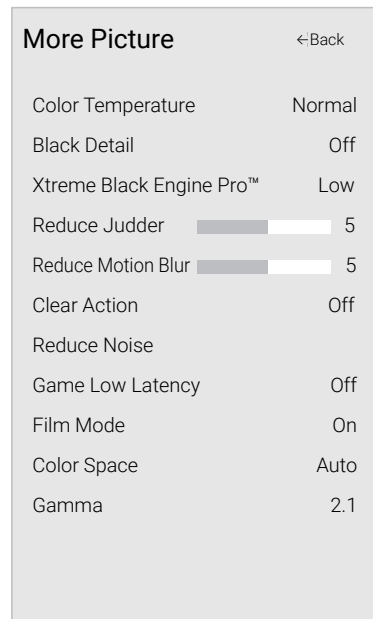 More Picture ←Back
Color Temperature Normal
Black Detail Off
Xtreme Black Engine Pro™ Low
Reduce Judder 5
Reduce Motion Blur 5
Clear Action Off
Reduce Noise
Game Low Latency Off
Film Mode On
Color Space Auto
Gamma 2.1